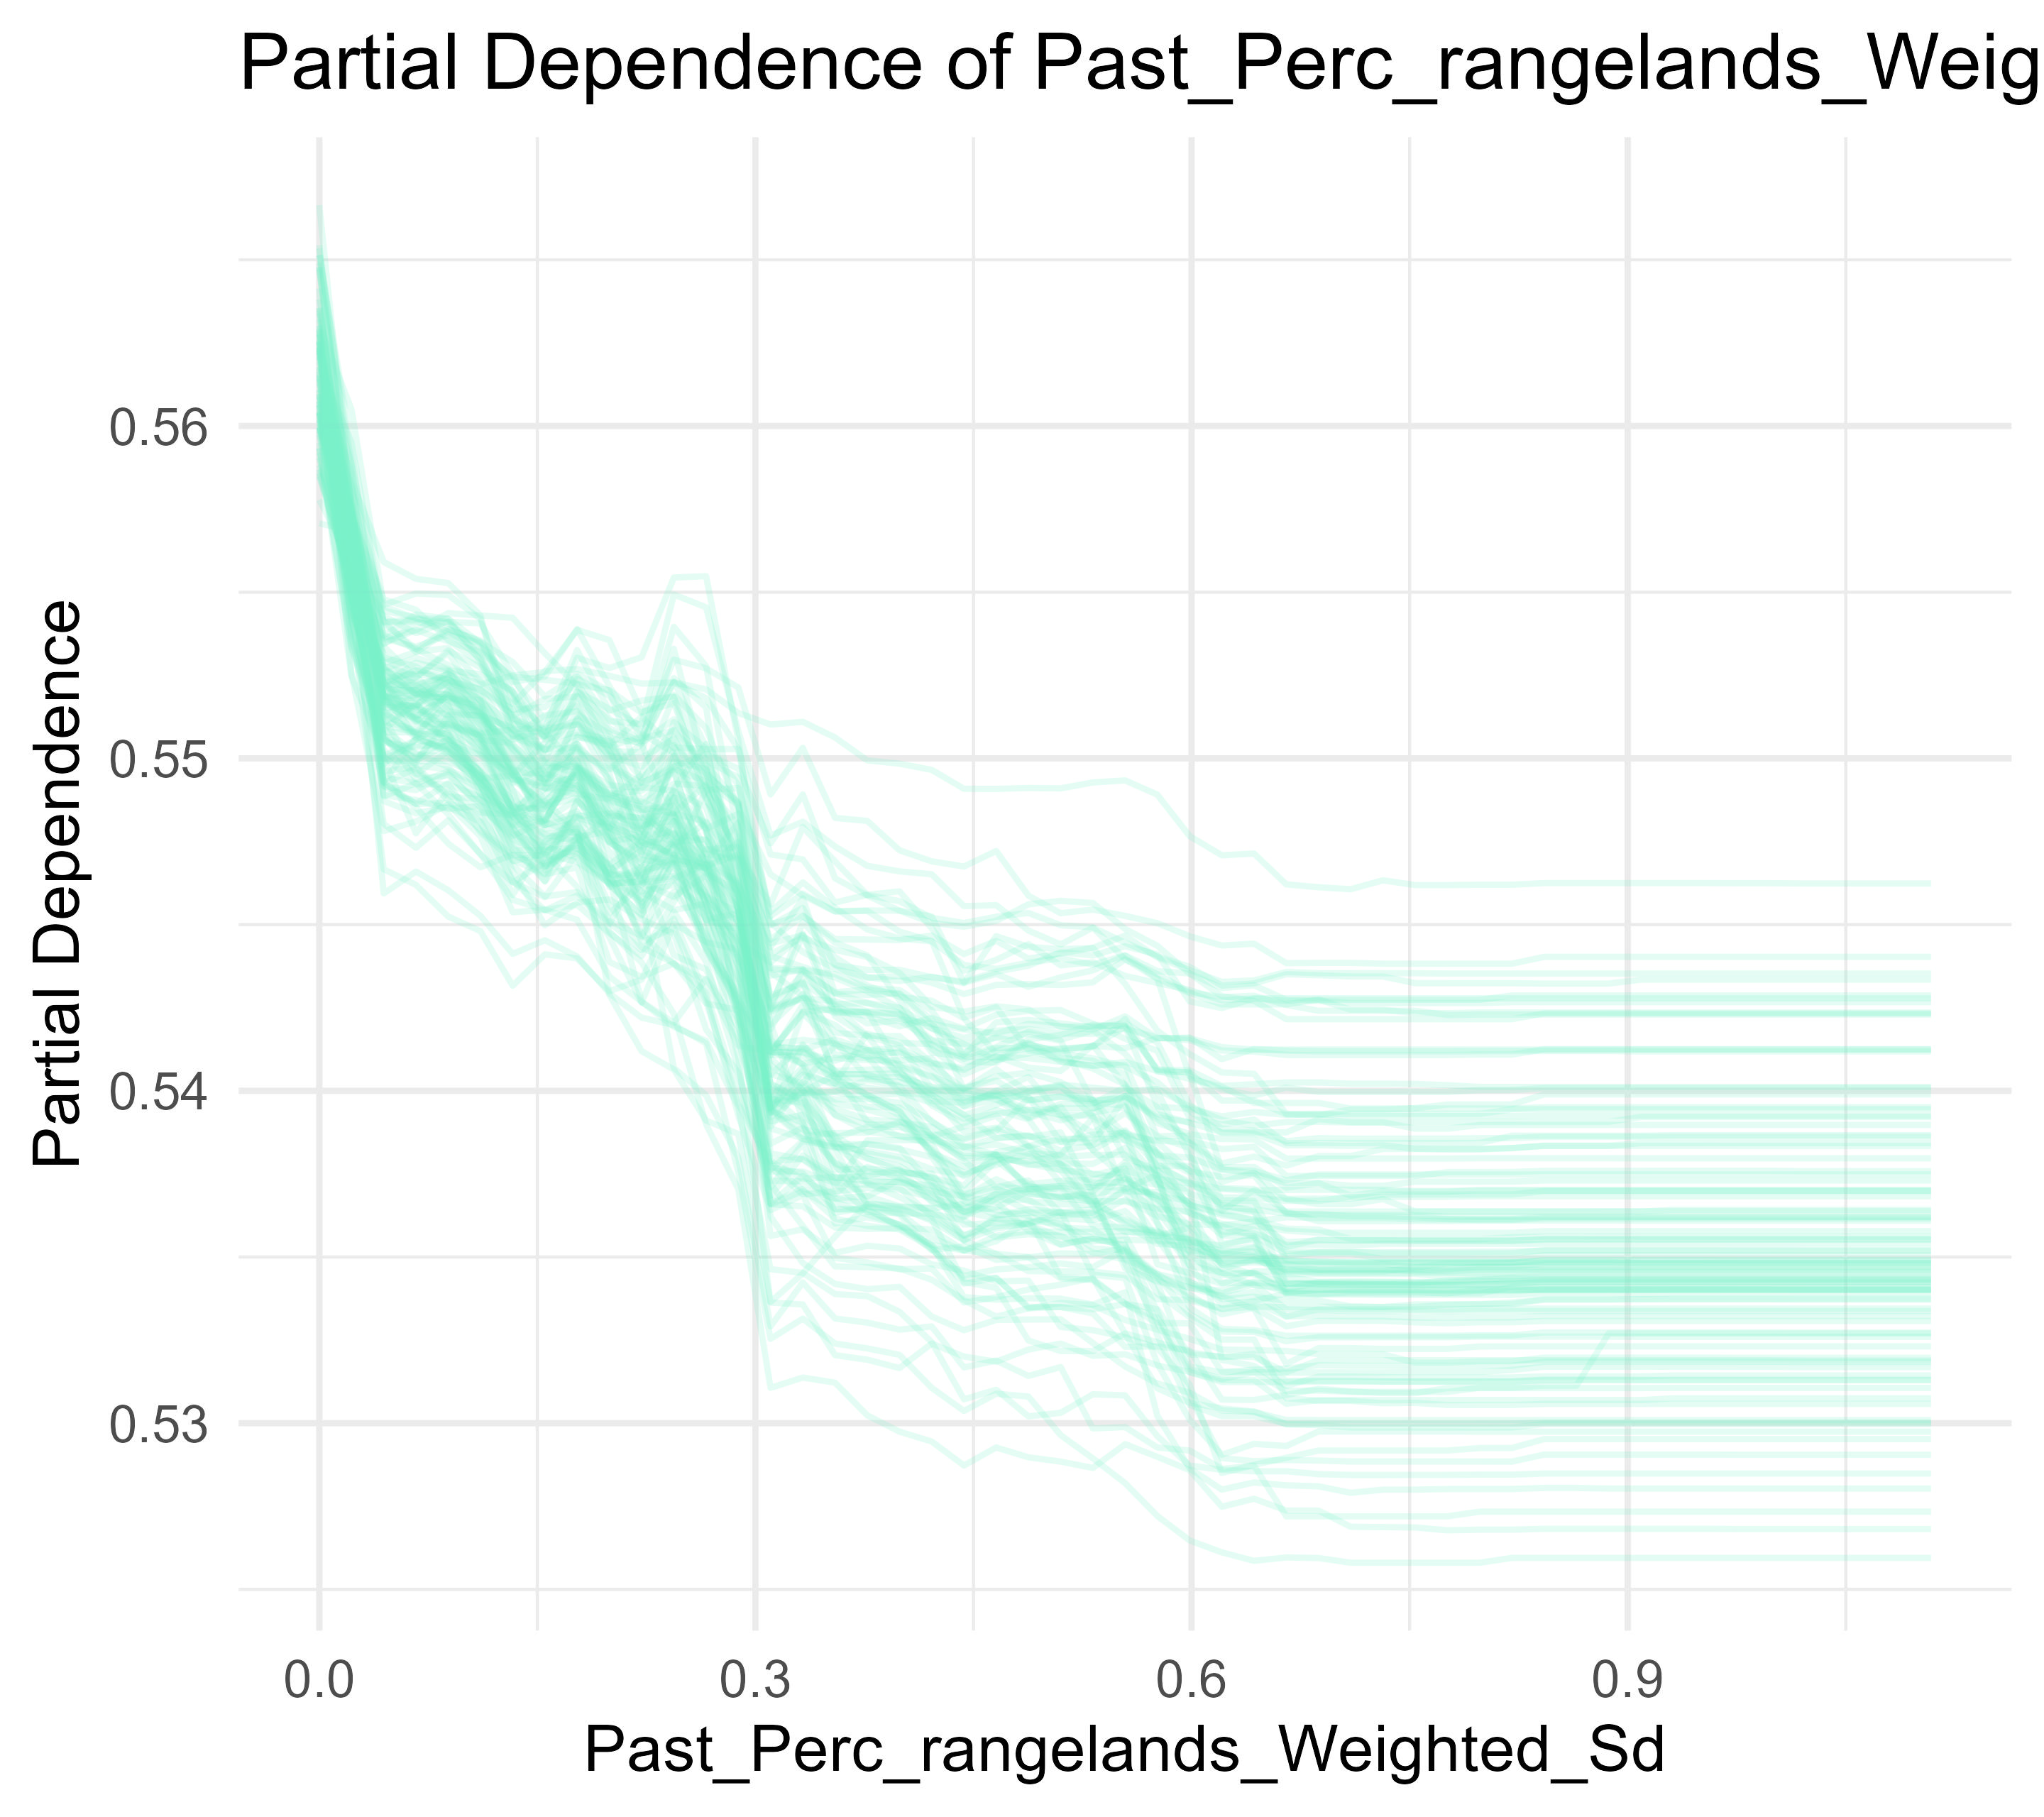 Partial Dependence of Past_Perc_rangelands_Weig
Partial Dependence
0.56
0.55
0.54
0.53
0.0 0.3 0.6 0.9
Past_Perc_rangelands_Weighted_Sd